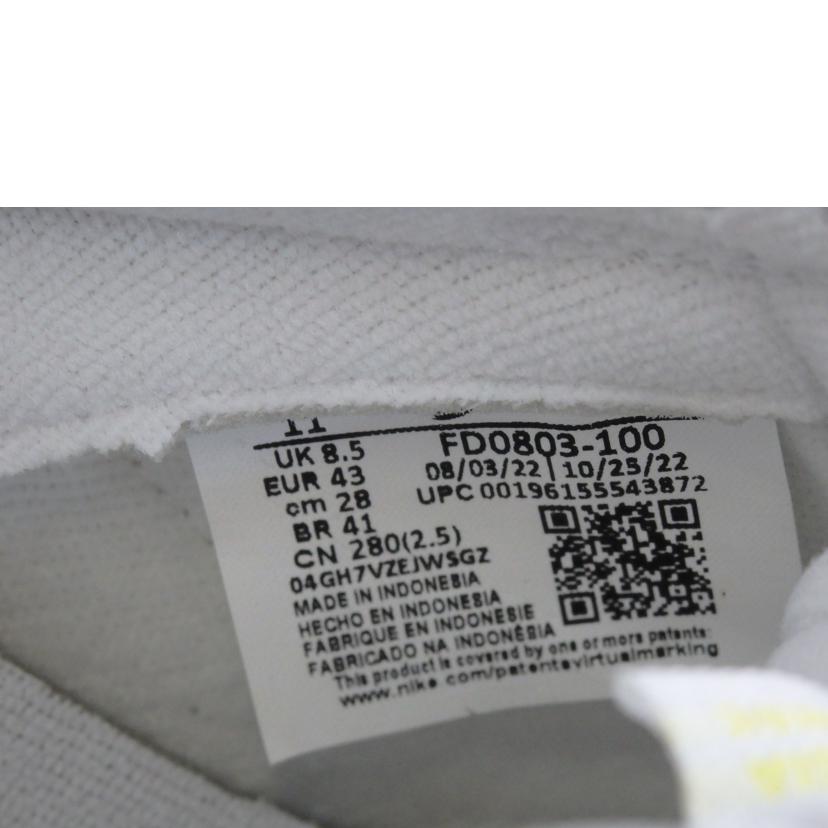 11
UK 8.5
EUR 43
cm 28
BR 41
CN 280(2.5)
04GH7VZEJWSGZ
FD0803-100
08/03/22 | 10/25/22
UPC 00196155543872
MADE IN INDONESIA
HECHO EN INDONESIA
FABRIQUE EN INDONESIE
FABRICADO NA INDONÉSIA
This product is covered by one or more patents:
www.nike.com/patentsvirtualmarking